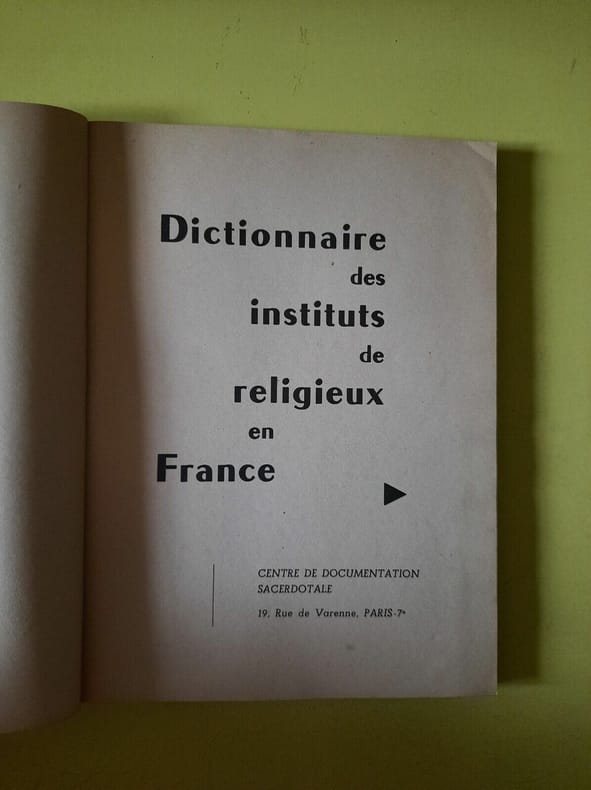 Dictionnaire
des
instituts
de
religieux
en
France
CENTRE DE DOCUMENTATION
SACERDOTALE
19, Rue de Varenne, PARIS-7ᵉ